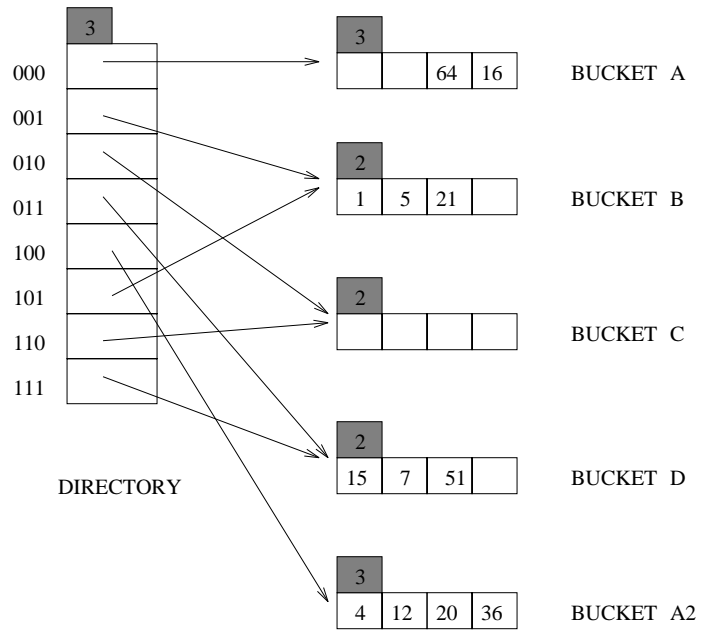 3
000
001
010
011
100
101
110
111
DIRECTORY
3
64 16
BUCKET A
2
1 5 21
BUCKET B
2
BUCKET C
2
15 7 51
BUCKET D
3
4 12 20 36
BUCKET A2